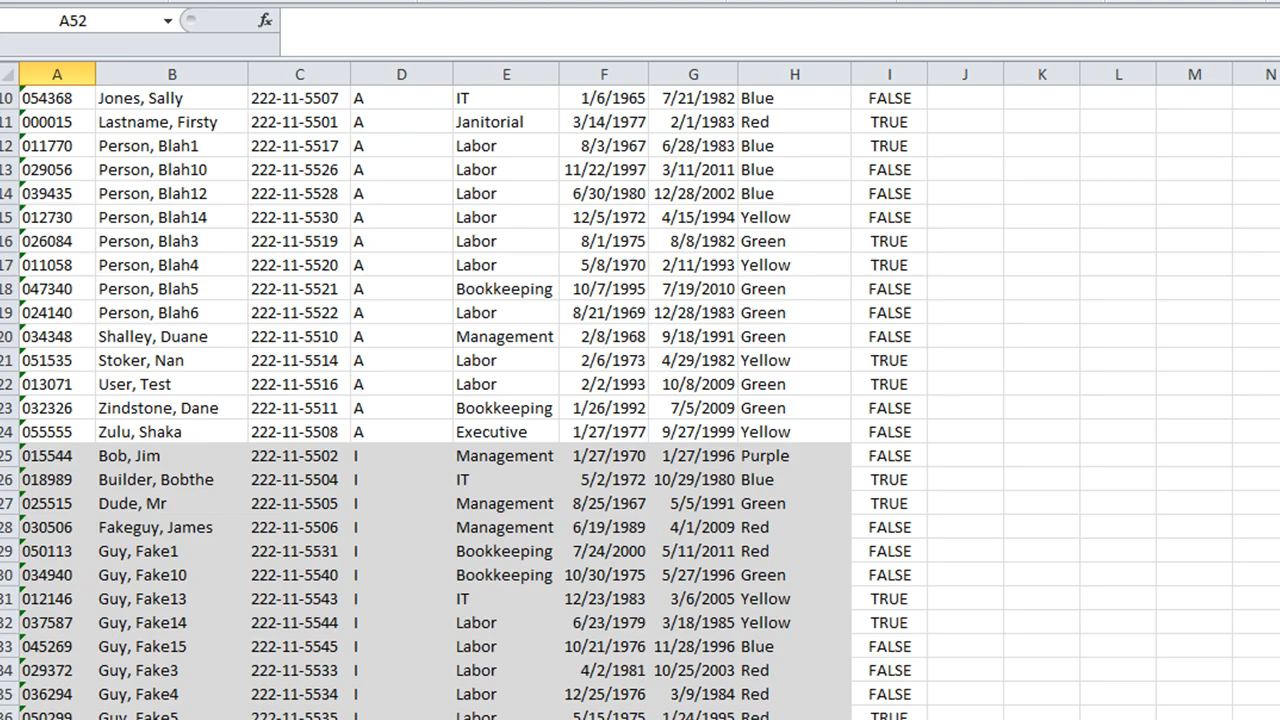 A52 fx
A B C D E F G H I J K L M N
10 054368 Jones, Sally 222-11-5507 A IT 1/6/1965 7/21/1982 Blue FALSE
11 000015 Lastname, Firsty 222-11-5501 A Janitorial 3/14/1977 2/1/1983 Red TRUE
12 011770 Person, Blah1 222-11-5517 A Labor 8/3/1967 6/28/1983 Blue TRUE
13 029056 Person, Blah10 222-11-5526 A Labor 11/22/1997 3/11/2011 Blue FALSE
14 039435 Person, Blah12 222-11-5528 A Labor 6/30/1980 12/28/2002 Blue FALSE
15 012730 Person, Blah14 222-11-5530 A Labor 12/5/1972 4/15/1994 Yellow FALSE
16 026084 Person, Blah3 222-11-5519 A Labor 8/1/1975 8/8/1982 Green TRUE
17 011058 Person, Blah4 222-11-5520 A Labor 5/8/1970 2/11/1993 Yellow TRUE
18 047340 Person, Blah5 222-11-5521 A Bookkeeping 10/7/1995 7/19/2010 Green FALSE
19 024140 Person, Blah6 222-11-5522 A Labor 8/21/1969 12/28/1983 Green FALSE
20 034348 Shalley, Duane 222-11-5510 A Management 2/8/1968 9/18/1991 Green FALSE
21 051535 Stoker, Nan 222-11-5514 A Labor 2/6/1973 4/29/1982 Yellow TRUE
22 013071 User, Test 222-11-5516 A Labor 2/2/1993 10/8/2009 Green TRUE
23 032326 Zindstone, Dane 222-11-5511 A Bookkeeping 1/26/1992 7/5/2009 Green FALSE
24 055555 Zulu, Shaka 222-11-5508 A Executive 1/27/1977 9/27/1999 Yellow FALSE
25 015544 Bob, Jim 222-11-5502 I Management 1/27/1970 1/27/1996 Purple FALSE
26 018989 Builder, Bobthe 222-11-5504 I IT 5/2/1972 10/29/1980 Blue TRUE
27 025515 Dude, Mr 222-11-5505 I Management 8/25/1967 5/5/1991 Green TRUE
28 030506 Fakeguy, James 222-11-5506 I Management 6/19/1989 4/1/2009 Red FALSE
29 050113 Guy, Fake1 222-11-5531 I Bookkeeping 7/24/2000 5/11/2011 Red FALSE
30 034940 Guy, Fake10 222-11-5540 I Bookkeeping 10/30/1975 5/27/1996 Green FALSE
31 012146 Guy, Fake13 222-11-5543 I IT 12/23/1983 3/6/2005 Yellow TRUE
32 037587 Guy, Fake14 222-11-5544 I Labor 6/23/1979 3/18/1985 Yellow TRUE
33 045269 Guy, Fake15 222-11-5545 I Labor 10/21/1976 11/28/1996 Blue FALSE
34 029372 Guy, Fake3 222-11-5533 I Labor 4/2/1981 10/25/2003 Red FALSE
35 036294 Guy, Fake4 222-11-5534 I Labor 12/25/1976 3/9/1984 Red FALSE
36 050299 Guy, Fake5 222-11-5535 I Labor 5/15/1975 1/24/1995 Red TRUE